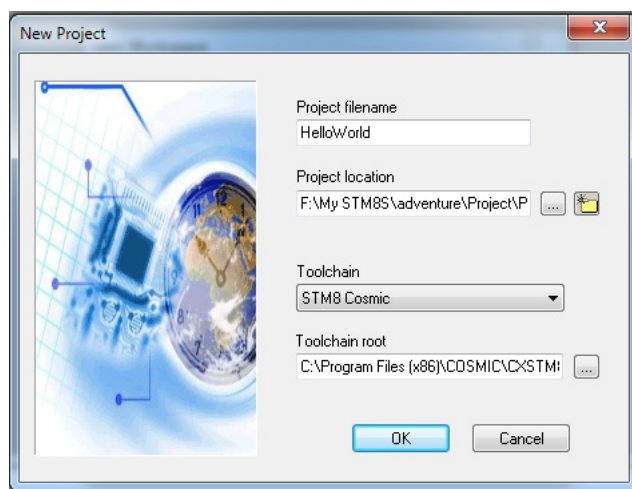 New Project
Project filename
HelloWorld
Project location
F:\My STM8S\adventure\Project\P
...
Toolchain
STM8 Cosmic
Toolchain root
C:\Program Files (x86)\COSMIC\CXSTM
...
OK
Cancel